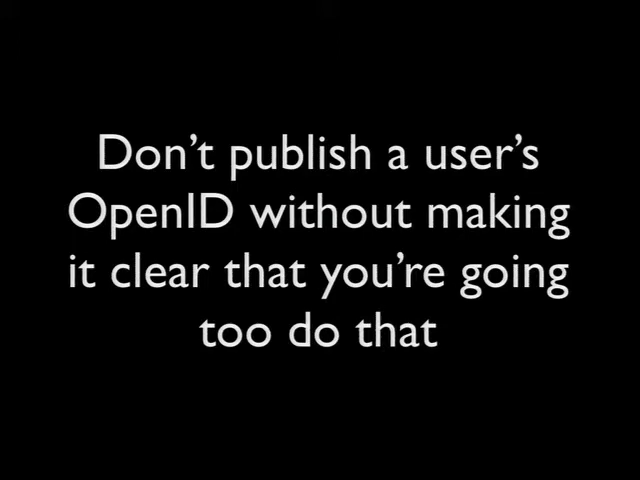 Don’t publish a user’s
OpenID without making
it clear that you’re going
too do that